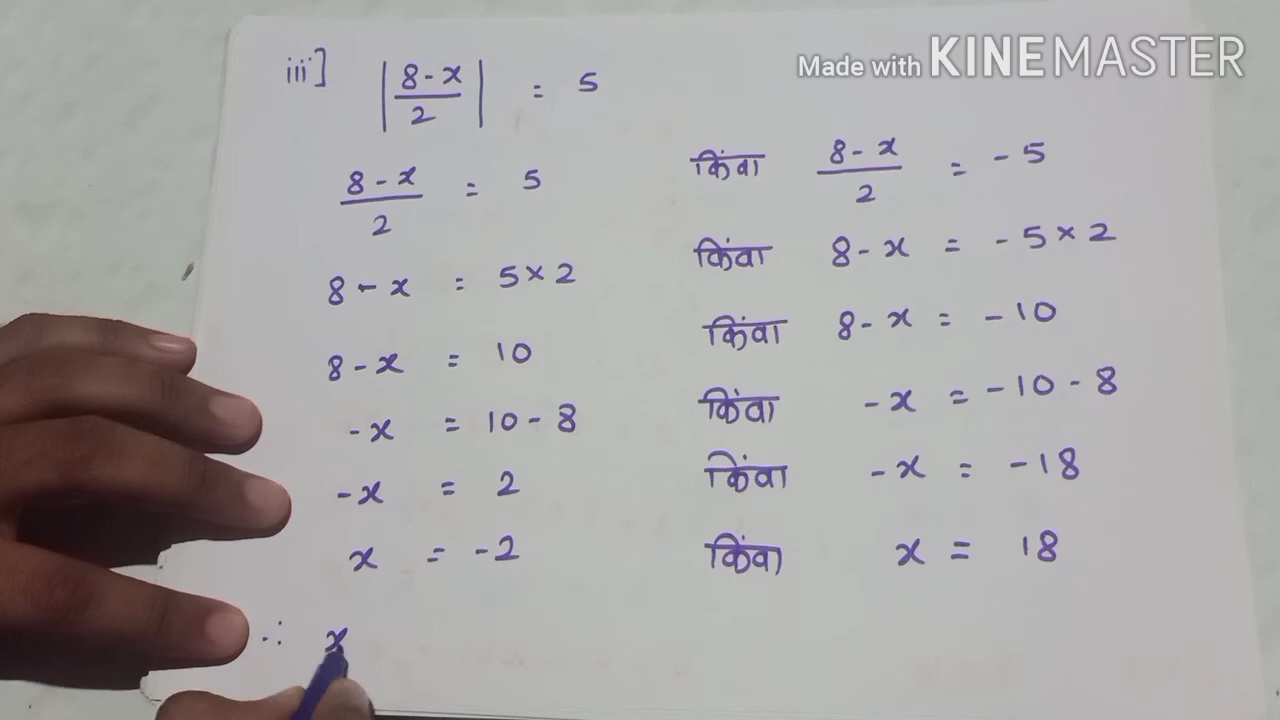 iii] |8-x/2| = 5
Made with KINEMASTER
8-x/2 = 5 किंवा 8-x/2 = -5
8-x = 5×2 किंवा 8-x = -5×2
8-x = 10 किंवा 8-x = -10
-x = 10-8 किंवा -x = -10-8
-x = 2 किंवा -x = -18
x = -2 किंवा x = 18
∴ x